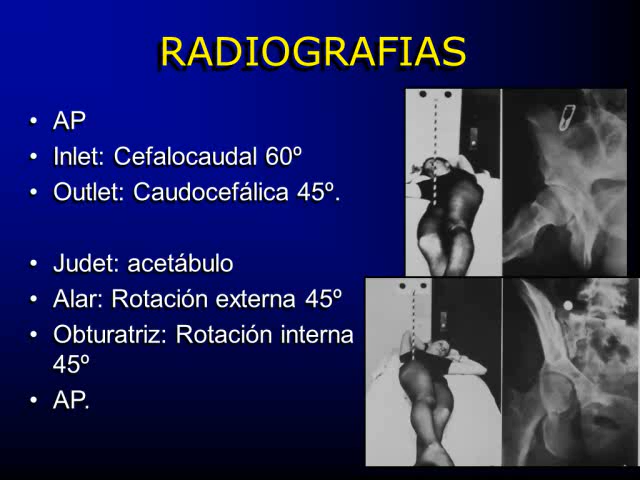 RADIOGRAFIAS
• AP
• Inlet: Cefalocaudal 60º
• Outlet: Caudocefálica 45º.
• Judet: acetábulo
• Alar: Rotación externa 45º
• Obturatriz: Rotación interna
45º
• AP.